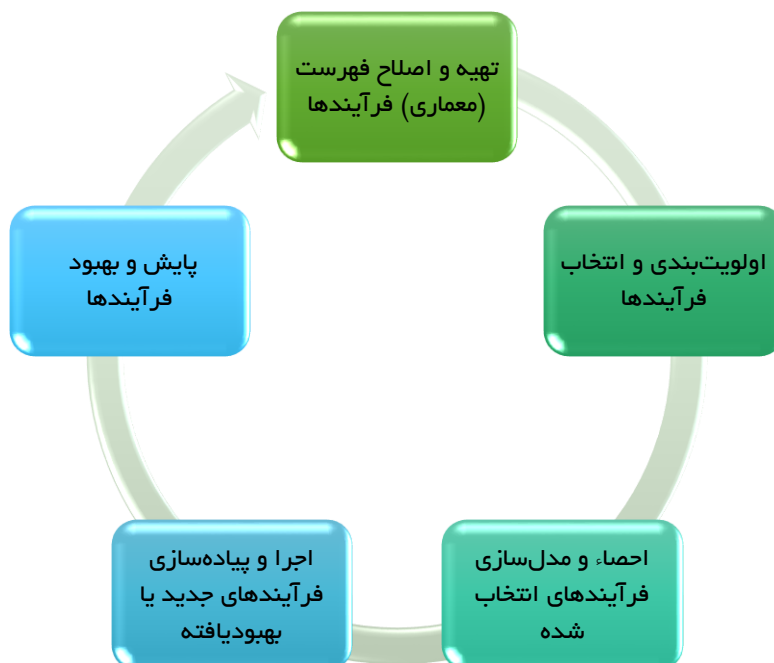 تهیه و اصلاح فهرست
(معماری) فرآیندها
اولویت‌بندی و انتخاب
فرآیندها
احصاء و مدل‌سازی
فرآیندهای انتخاب
شده
اجرا و پیاده‌سازی
فرآیندهای جدید یا
بهبودیافته
پایش و بهبود
فرآیندها